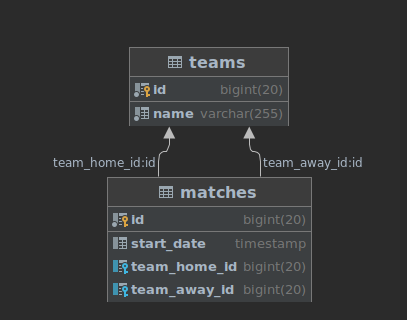 teams
id bigint(20)
name varchar(255)
team_home_id:id team_away_id:id
matches
id bigint(20)
start_date timestamp
team_home_id bigint(20)
team_away_id bigint(20)